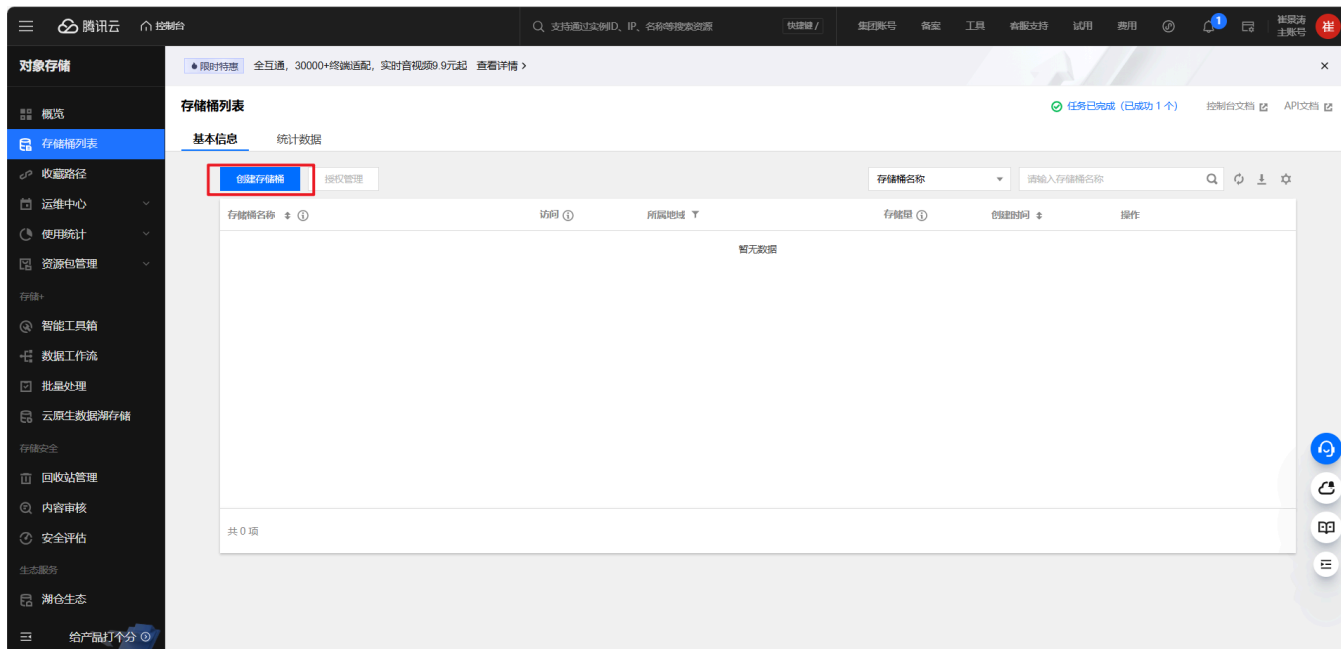 腾讯云 控制台 支持通过实例ID、IP、名称等搜索资源 快捷键 / 集团账号 备案 工具 客服支持 试用 费用 1 崔景涛 崔
主账号
对象存储
限时特惠 全互通，30000+终端适配，实时音视频9.9元起 查看详情 >
概览
存储桶列表 任务已完成（已成功 1 个） 控制台文档 API文档
存储桶列表
基本信息 统计数据
收藏路径
创建存储桶 授权管理 存储桶名称 请输入存储桶名称
运维中心
存储桶名称 访问 所属地域 存储量 创建时间 操作
使用统计
暂无数据
资源包管理
存储+
智能工具箱
数据工作流
批量处理
云原生数据湖存储
存储安全
回收站管理
内容审核
共 0 项
安全评估
生态服务
湖仓生态
给产品打个分